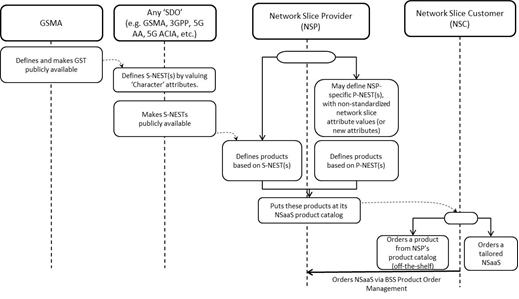 GSMA
Any ‘SDO’
(e.g. GSMA, 3GPP, 5G
AA, 5G ACIA, etc.)
Network Slice Provider
(NSP)
Network Slice Customer
(NSC)
Defines and makes GST
publicly available
Defines S-NEST(s) by valuing
‘Character’ attributes.
May define NSP-
specific P-NEST(s),
with non-standardized
network slice
attribute values (or
new attributes)
Makes S-NESTs
publicly available
Defines products
based on S-NEST(s)
Defines products
based on P-NEST(s)
Puts these products at its
NSaaS product catalog
Orders a product
from NSP's
product catalog
(off-the-shelf)
Orders a
tailored
NSaaS
Orders NSaaS via BSS Product Order
Management